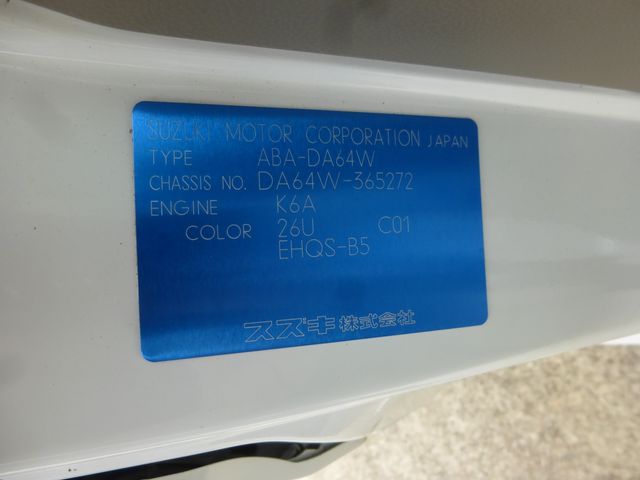 SUZUKI MOTOR CORPORATION JAPAN
TYPE ABA-DA64W
CHASSIS NO. DA64W-365272
ENGINE K6A
COLOR 26U C01
EHQS-B5
スズキ株式会社